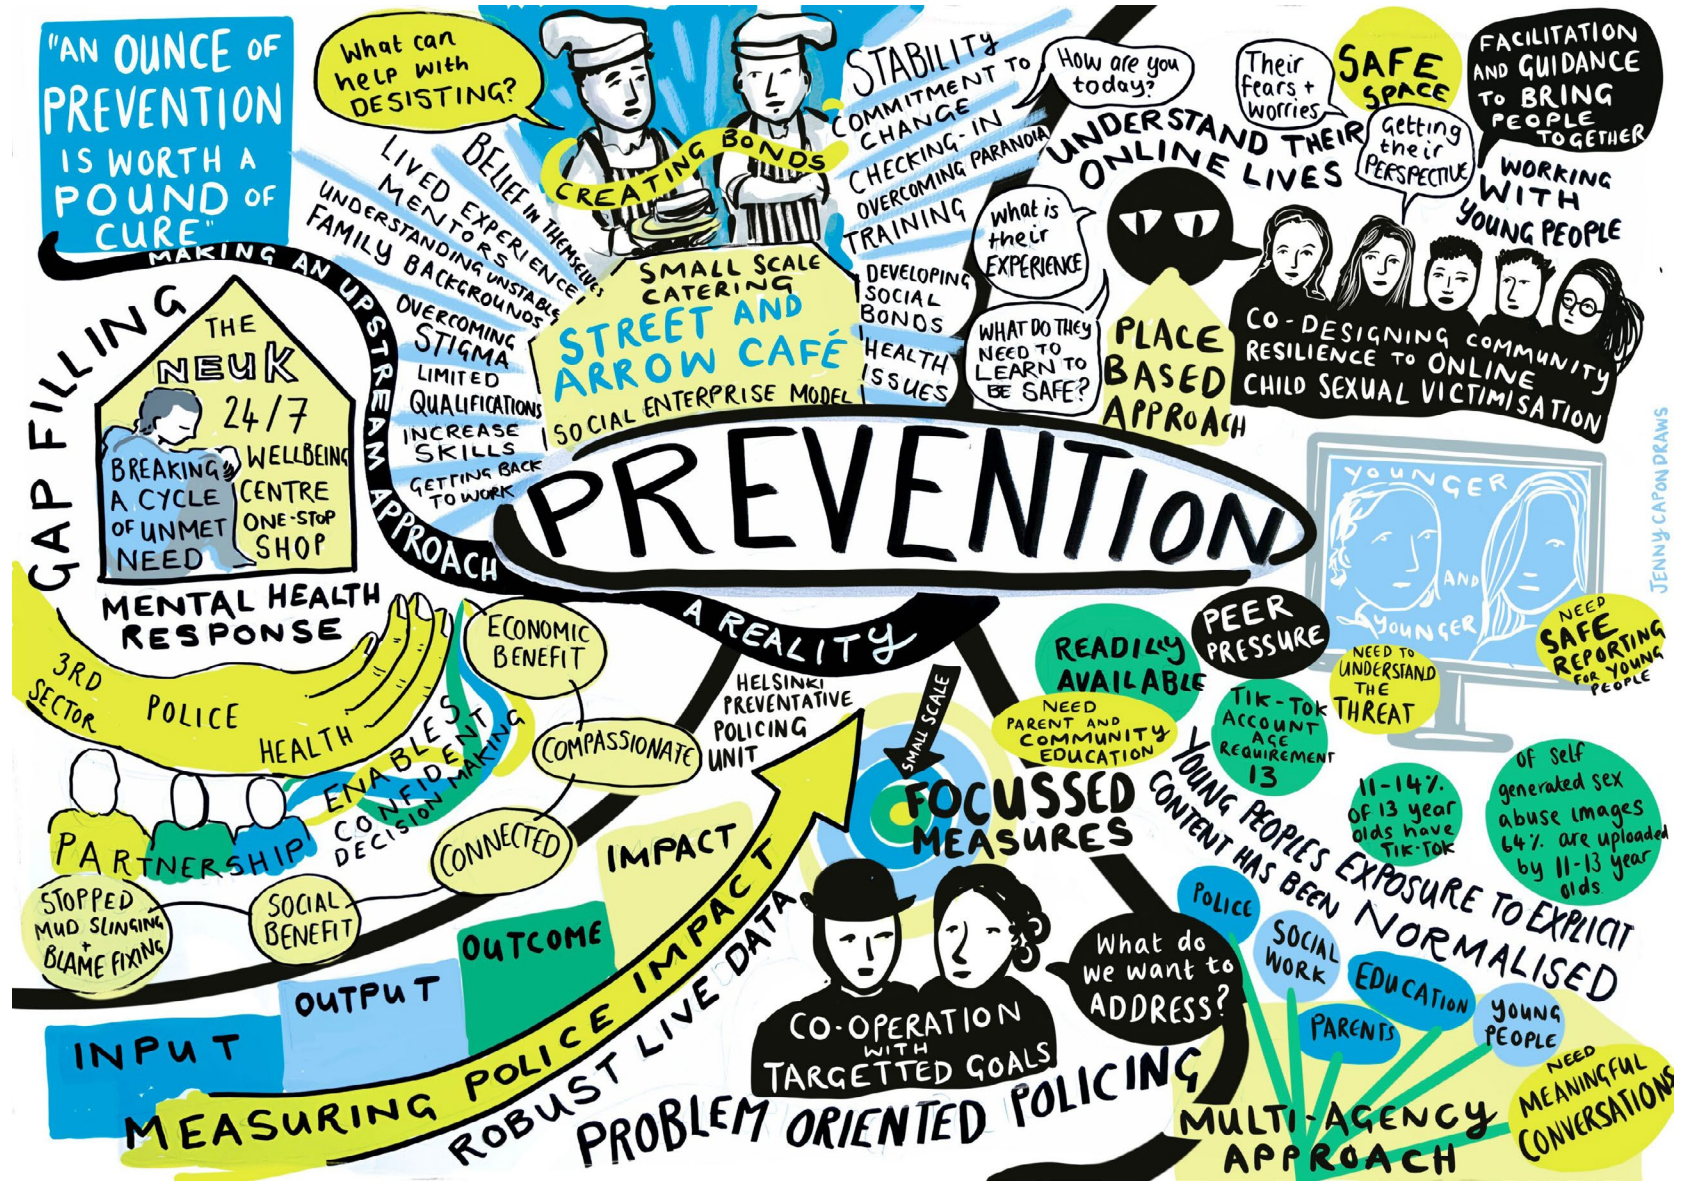 "AN OUNCE OF
PREVENTION
IS WORTH A
POUND OF
CURE"
What can
help with
DESISTING?
CREATING BONDS
SMALL SCALE
CATERING
STREET AND
ARROW CAFÉ
SOCIAL ENTERPRISE MODEL
BELIEF IN THEMSELVES
LIVED EXPERIENCE
MENTORS
UNDERSTANDING UNSTABLE
FAMILY BACKGROUNDS
OVERCOMING
STIGMA
LIMITED
QUALIFICATIONS
INCREASE
SKILLS
GETTING BACK
TO WORK
STABILITY
COMMITMENT TO
CHANGE
CHECKING-IN
OVERCOMING PARANOIA
TRAINING
DEVELOPING
SOCIAL
BONDS
HEALTH
ISSUES
How are you
today?
UNDERSTAND THEIR
ONLINE LIVES
Their
fears +
worries
SAFE
SPACE
Getting
their
PERSPECTIVE
FACILITATION
AND GUIDANCE
TO BRING
PEOPLE
TOGETHER
WORKING
WITH
YOUNG PEOPLE
What is
their
EXPERIENCE
WHAT DO THEY
NEED TO
LEARN TO
BE SAFE?
PLACE
BASED
APPROACH
CO-DESIGNING COMMUNITY
RESILIENCE TO ONLINE
CHILD SEXUAL VICTIMISATION
MAKING AN UPSTREAM APPROACH
A REALITY
GAP FILLING
THE
NEUK
24/7
WELLBEING
CENTRE
ONE-STOP
SHOP
BREAKING
A CYCLE
OF UNMET
NEED
MENTAL HEALTH
RESPONSE
PREVENTION
YOUNGER
AND
YOUNGER
JENNY CAPON DRAWS
3RD
SECTOR
POLICE
HEALTH
PARTNERSHIP
ENABLES
CONFIDENT
DECISION MAKING
ECONOMIC
BENEFIT
COMPASSIONATE
CONNECTED
SOCIAL
BENEFIT
STOPPED
MUD SLINGING
+
BLAME FIXING
HELSINKI
PREVENTATIVE
POLICING
UNIT
INPUT
OUTPUT
OUTCOME
IMPACT
MEASURING POLICE IMPACT
ROBUST LIVE DATA
SMALL SCALE
FOCUSSED
MEASURES
CO-OPERATION
WITH
TARGETTED GOALS
What do
we want to
ADDRESS?
PROBLEM ORIENTED POLICING
READILY
AVAILABLE
PEER
PRESSURE
NEED
PARENT AND
COMMUNITY
EDUCATION
TIK-TOK
ACCOUNT
AGE
REQUIREMENT
13
NEED TO
UNDERSTAND
THE
THREAT
NEED
SAFE
REPORTING
FOR YOUNG
PEOPLE
11-14%
OF 13 year
olds have
TIK-TOK
of self
generated sex
abuse images
64% are uploaded
by 11-13 year
olds
YOUNG PEOPLES EXPOSURE TO EXPLICIT
CONTENT HAS BEEN NORMALISED
POLICE
SOCIAL
WORK
EDUCATION
PARENTS
YOUNG
PEOPLE
NEED
MEANINGFUL
CONVERSATIONS
MULTI-AGENCY
APPROACH